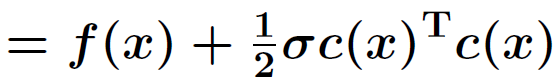 = f(x) + ½σc(x)ᵀc(x)